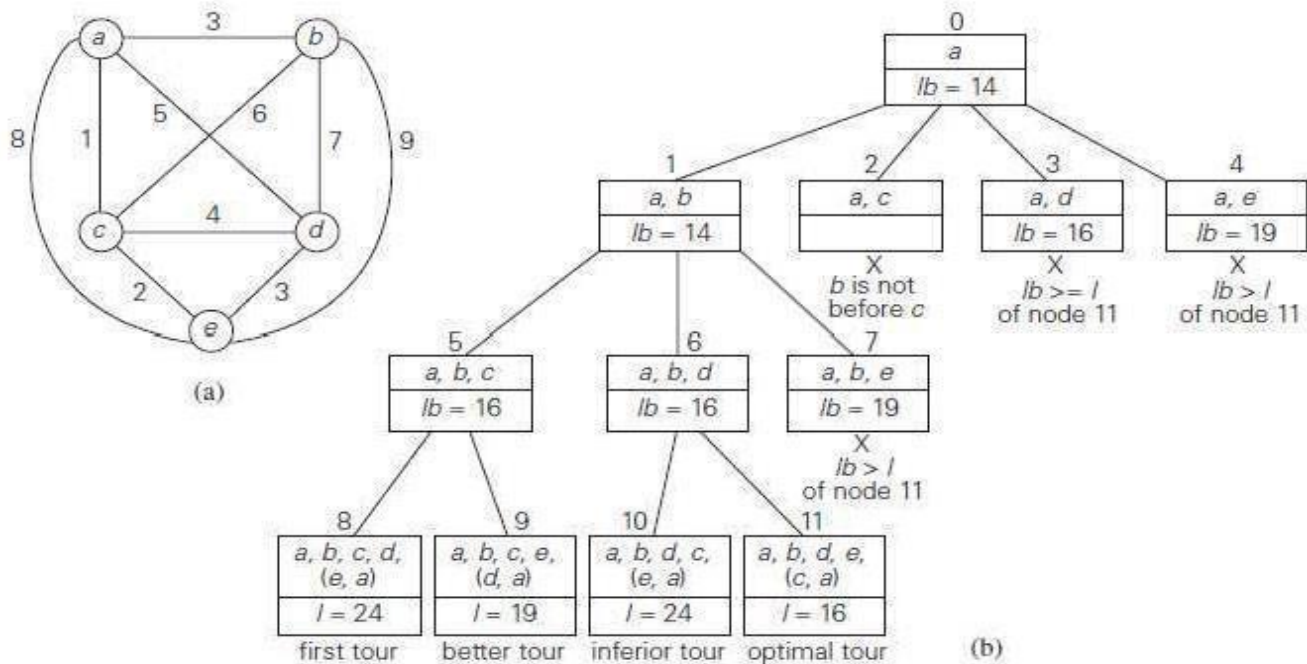 3
a
b
5
6
8
1
7
9
4
c
d
2
3
e
(a)
0
a
lb = 14
1
a, b
lb = 14
2
a, c
X
b is not
before c
3
a, d
lb = 16
X
lb >= l
of node 11
4
a, e
lb = 19
X
lb > l
of node 11
5
a, b, c
lb = 16
6
a, b, d
lb = 16
7
a, b, e
lb = 19
X
lb > l
of node 11
8
a, b, c, d,
(e, a)
l = 24
first tour
9
a, b, c, e,
(d, a)
l = 19
better tour
10
a, b, d, c,
(e, a)
l = 24
inferior tour
11
a, b, d, e,
(c, a)
l = 16
optimal tour
(b)